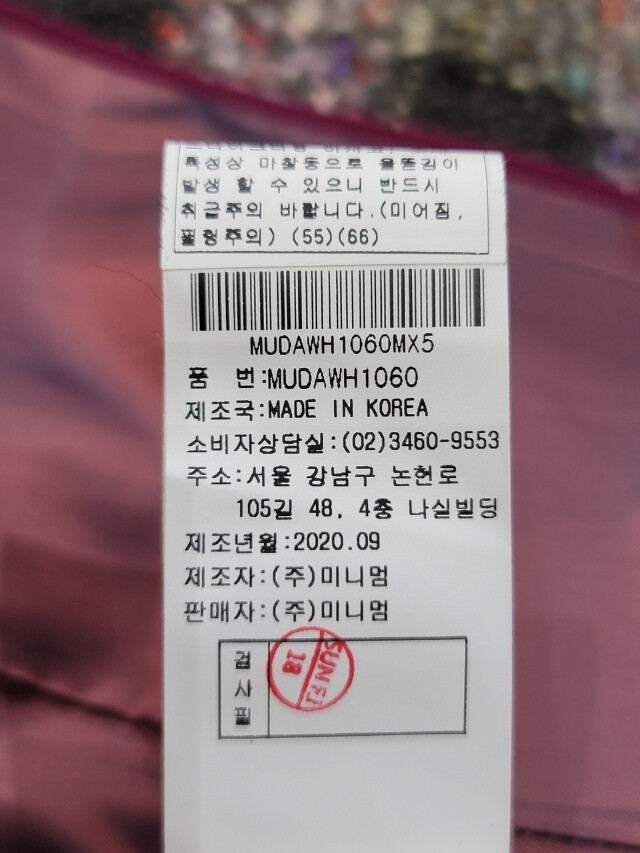 특성상 마찰등으로 올뜯김이
발생 할 수 있으니 반드시
취급주의 바랍니다.(미어짐,
필링주의) (55)(66)
MUDAWH1060MX5
품 번:MUDAWH1060
제조국:MADE IN KOREA
소비자상담실:(02)3460-9553
주소:서울 강남구 논현로
105길 48, 4층 나실빌딩
제조년월:2020.09
제조자:(주)미니멈
판매자:(주)미니멈
검사필
SUNFI
18